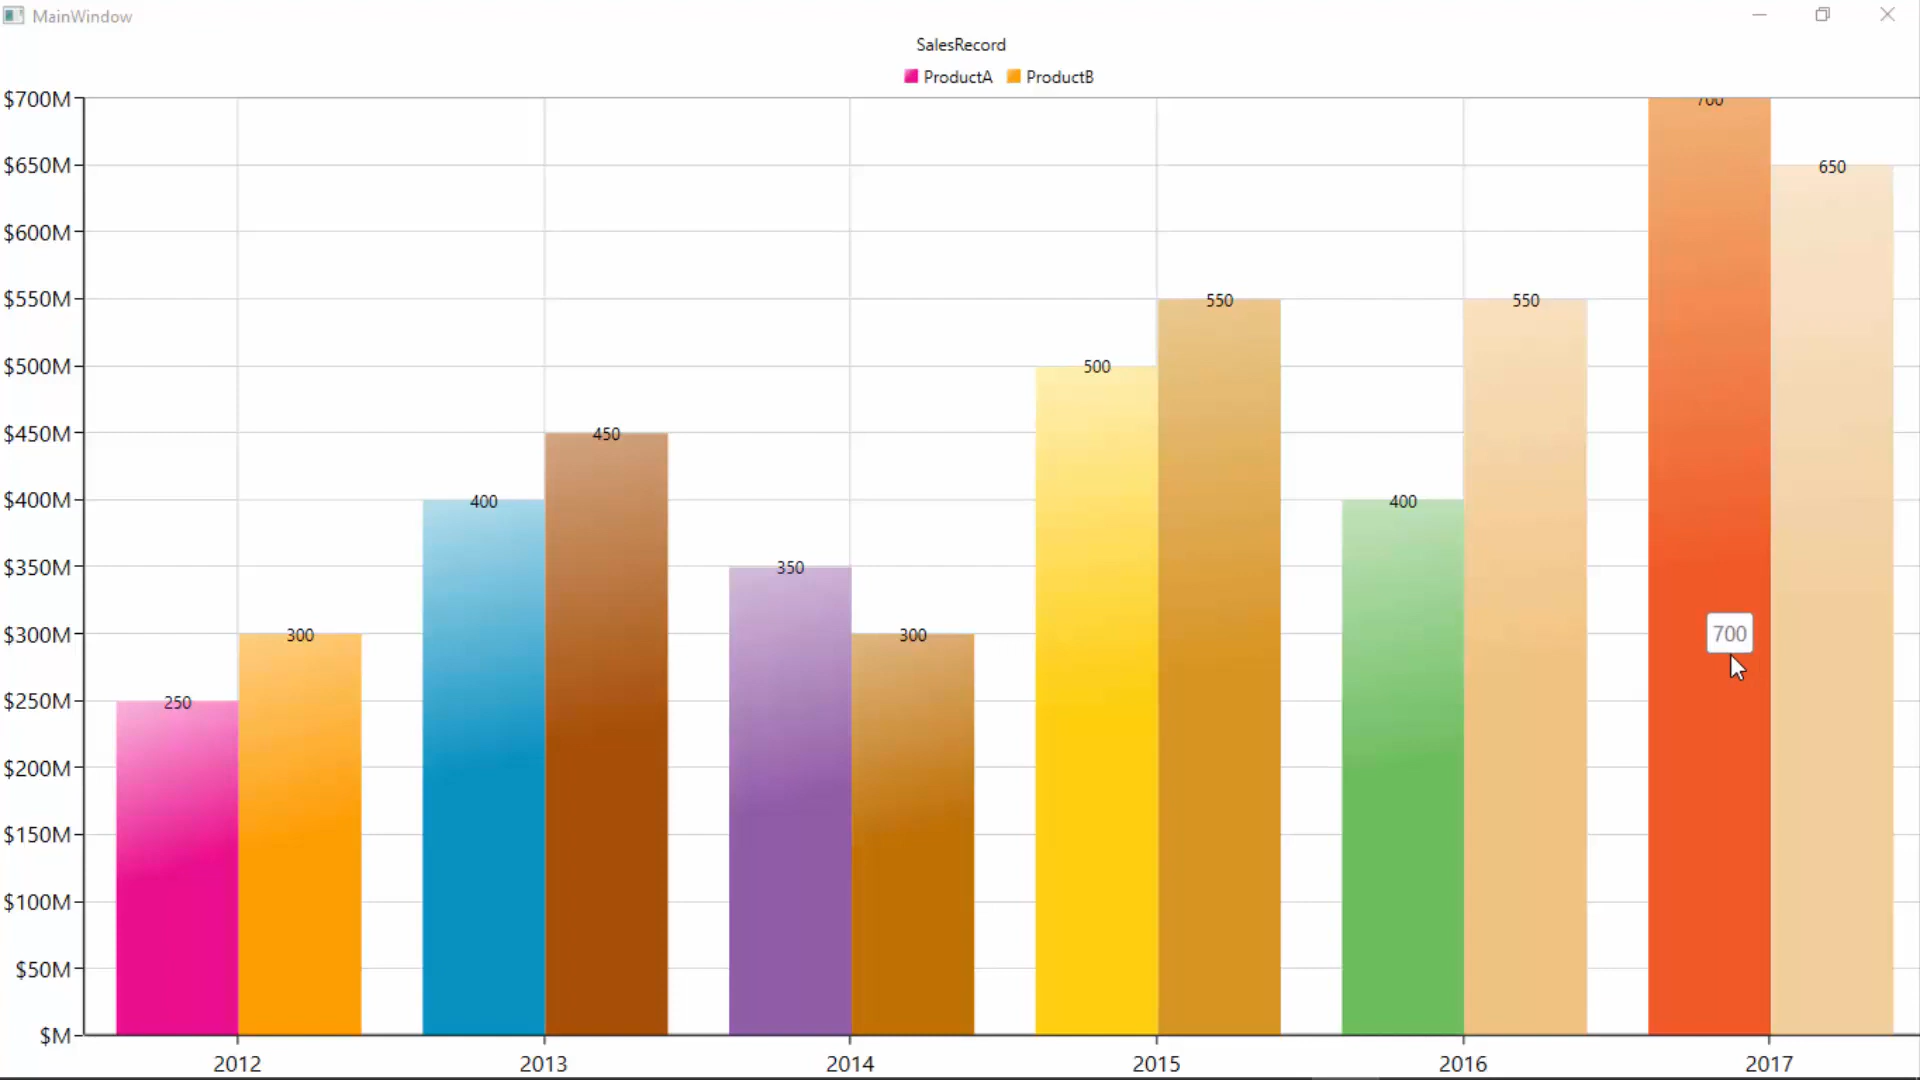 MainWindow
SalesRecord
ProductA ProductB
$700M
$650M
$600M
$550M
$500M
$450M
$400M
$350M
$300M
$250M
$200M
$150M
$100M
$50M
$M
250
300
400
450
350
300
500
550
400
550
700
650
700
2012 2013 2014 2015 2016 2017